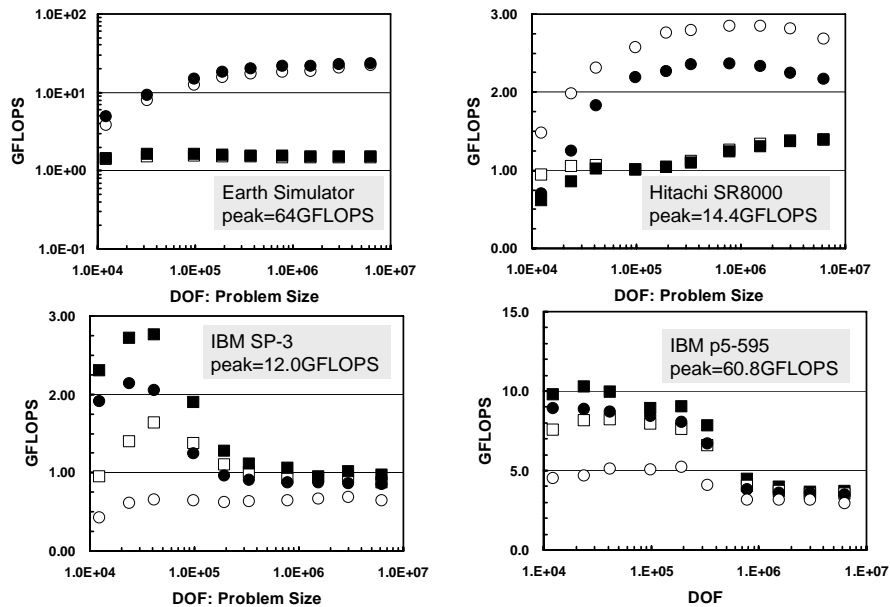 1.0E+02
1.0E+01
1.0E+00
1.0E-01
GFLOPS
Earth Simulator
peak=64GFLOPS
1.0E+04 1.0E+05 1.0E+06 1.0E+07
DOF: Problem Size
3.00
2.00
1.00
0.00
GFLOPS
Hitachi SR8000
peak=14.4GFLOPS
1.0E+04 1.0E+05 1.0E+06 1.0E+07
DOF: Problem Size
3.00
2.00
1.00
0.00
GFLOPS
IBM SP-3
peak=12.0GFLOPS
1.0E+04 1.0E+05 1.0E+06 1.0E+07
DOF: Problem Size
15.0
10.0
5.0
0.0
GFLOPS
IBM p5-595
peak=60.8GFLOPS
1.E+04 1.E+05 1.E+06 1.E+07
DOF